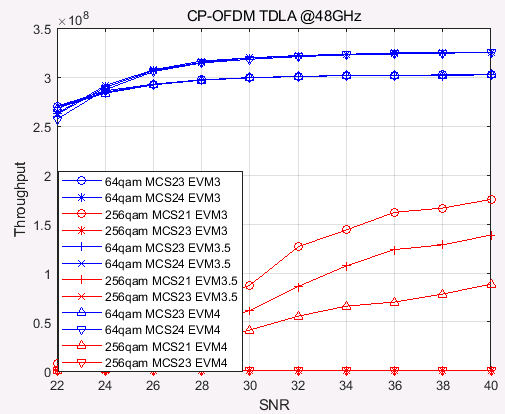 CP-OFDM TDLA @48GHz
×10^8
3.5
3
2.5
2
1.5
1
0.5
0
Throughput
64qam MCS23 EVM3
64qam MCS24 EVM3
256qam MCS21 EVM3
256qam MCS23 EVM3
64qam MCS23 EVM3.5
64qam MCS24 EVM3.5
256qam MCS21 EVM3.5
256qam MCS23 EVM3.5
64qam MCS23 EVM4
64qam MCS24 EVM4
256qam MCS21 EVM4
256qam MCS23 EVM4
22 24 26 28 30 32 34 36 38 40
SNR